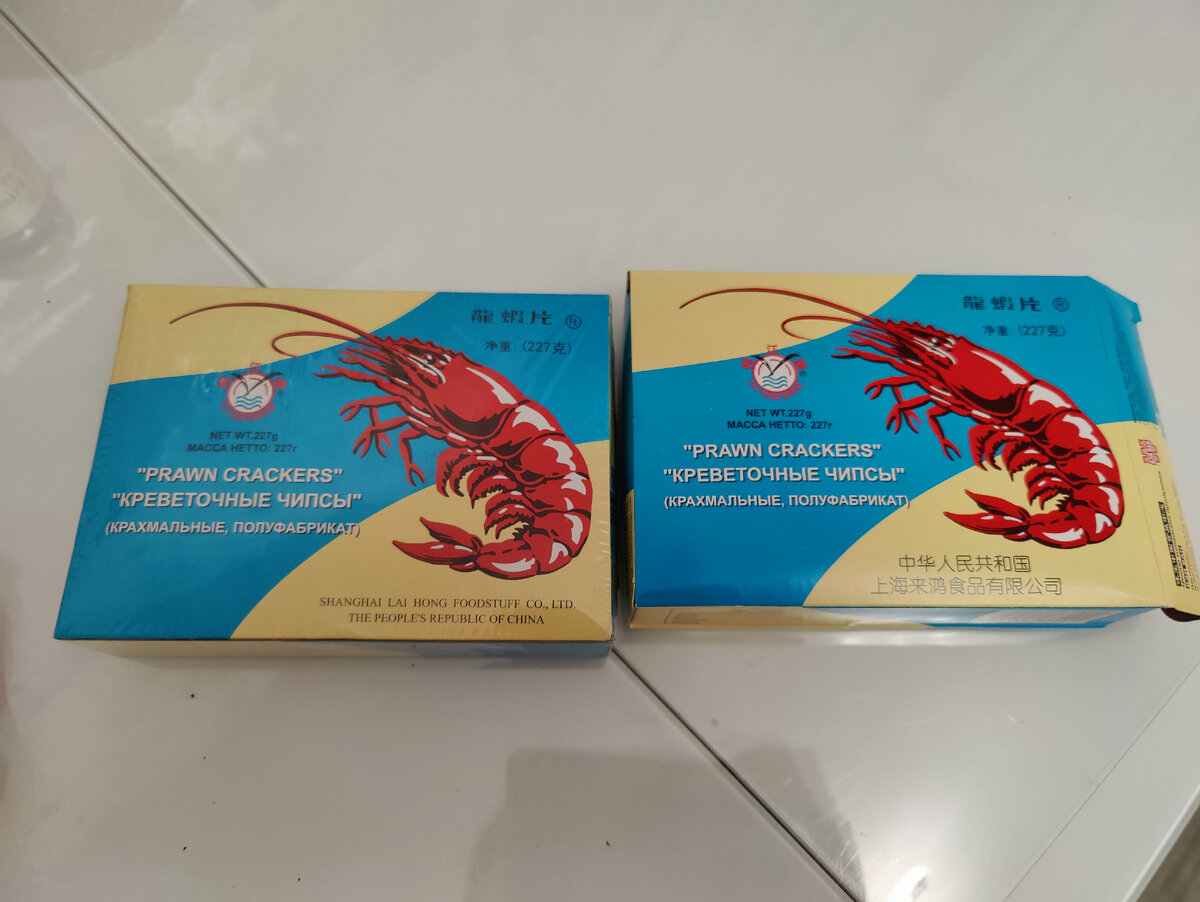 龍蝦片 ®
净重:(227克)
NET WT.227g
МАССА НЕТТО: 227г
"PRAWN CRACKERS"
"КРЕВЕТОЧНЫЕ ЧИПСЫ"
(КРАХМАЛЬНЫЕ, ПОЛУФАБРИКАТ)
SHANGHAI LAI HONG FOODSTUFF CO., LTD.
THE PEOPLE'S REPUBLIC OF CHINA
龍蝦片 ®
净重:(227克)
NET WT.227g
МАССА НЕТТО: 227г
"PRAWN CRACKERS"
"КРЕВЕТОЧНЫЕ ЧИПСЫ"
(КРАХМАЛЬНЫЕ, ПОЛУФАБРИКАТ)
中华人民共和国
上海来鸿食品有限公司